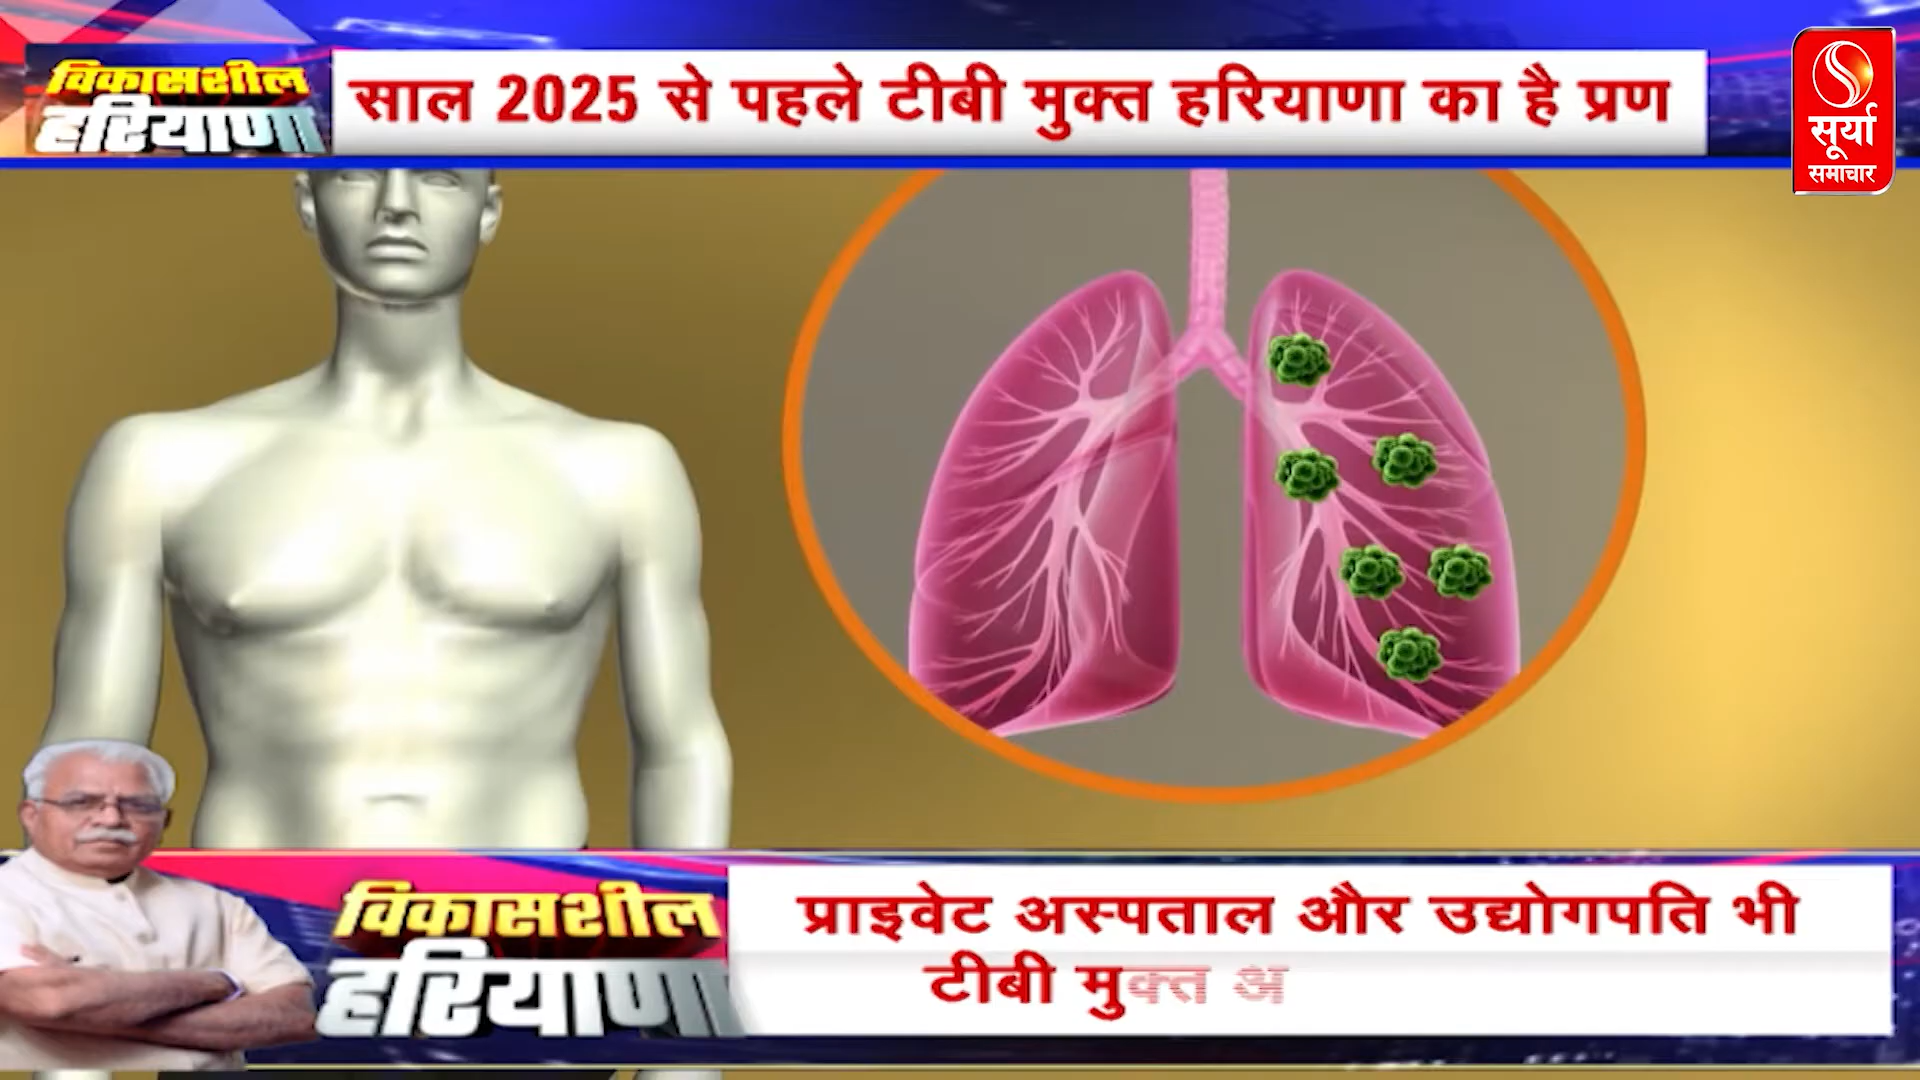 विकासशील
हरियाणा
साल 2025 से पहले टीबी मुक्त हरियाणा का है प्रण
सूर्या
समाचार
विकासशील
हरियाणा
प्राइवेट अस्पताल और उद्योगपति भी
टीबी मुक्त अ